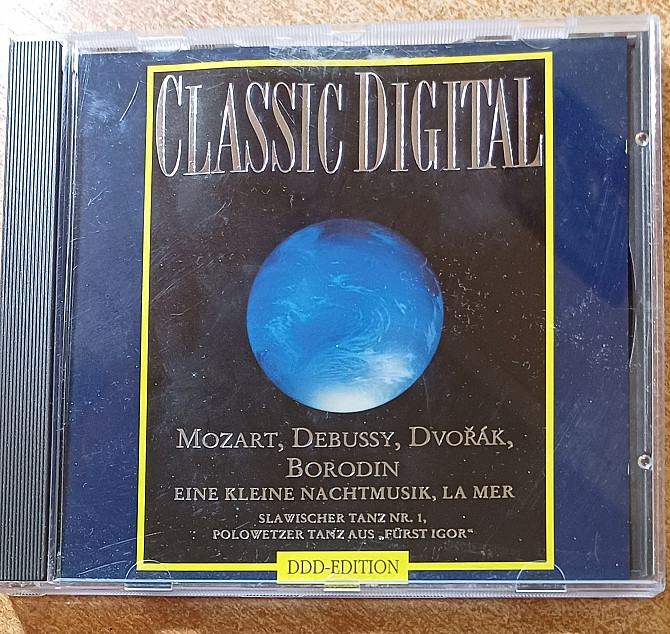 CLASSIC DIGITAL
MOZART, DEBUSSY, DVOŘÁK,
BORODIN
EINE KLEINE NACHTMUSIK, LA MER
SLAWISCHER TANZ NR. 1,
POLOWETZER TANZ AUS „FÜRST IGOR“
DDD-EDITION